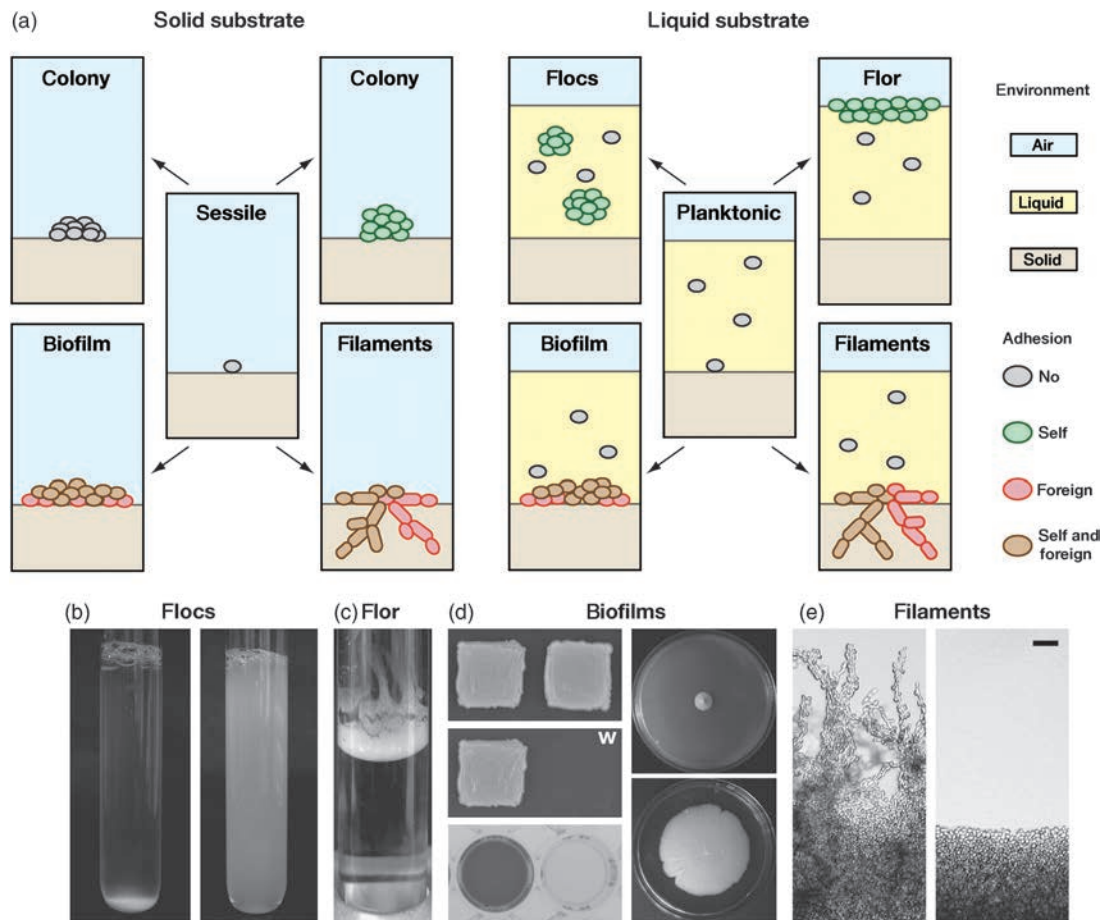 (a)
Solid substrate
Liquid substrate
Colony
Colony
Flocs
Flor
Environment
Air
Sessile
Planktonic
Liquid
Solid
Biofilm
Filaments
Biofilm
Filaments
Adhesion
No
Self
Foreign
Self and
foreign
(b) Flocs
(c) Flor
(d) Biofilms
(e) Filaments
W